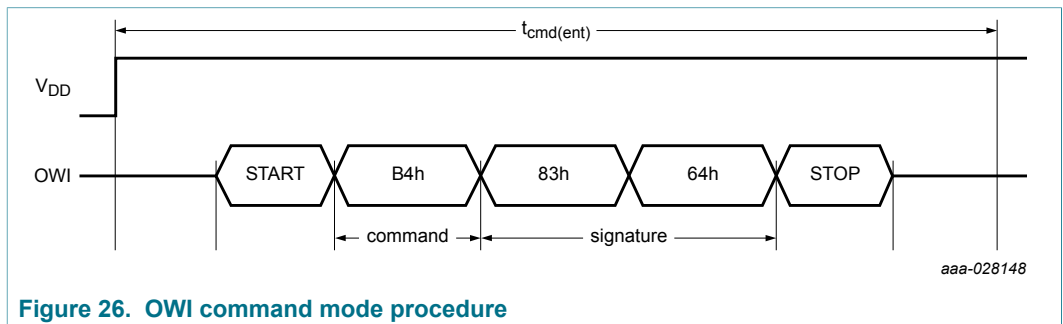 tcmd(ent)
VDD
OWI
START
B4h
83h
64h
STOP
command
signature
aaa-028148
Figure 26. OWI command mode procedure